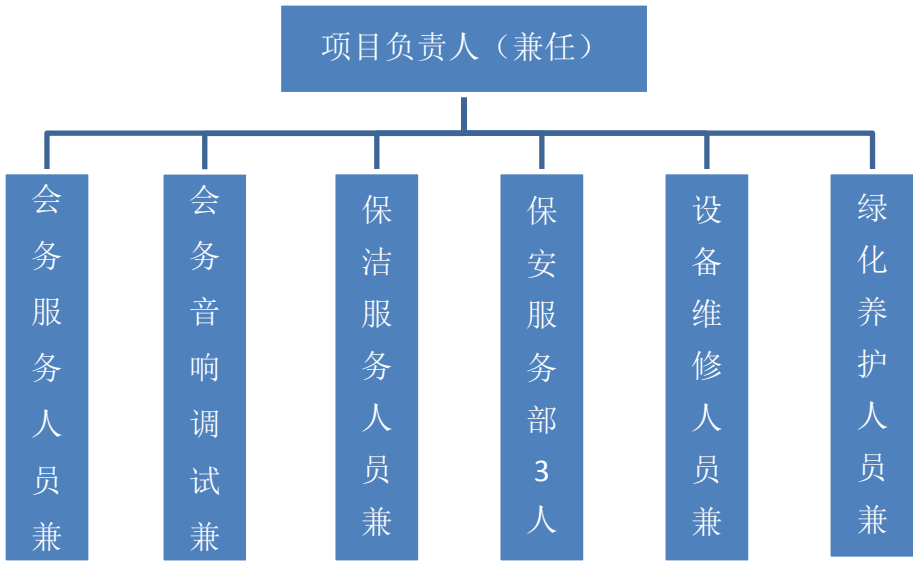 项目负责人（兼任）
会务服务人员兼
会务音响调试兼
保洁服务人员兼
保安服务部3人
设备维修人员兼
绿化养护人员兼